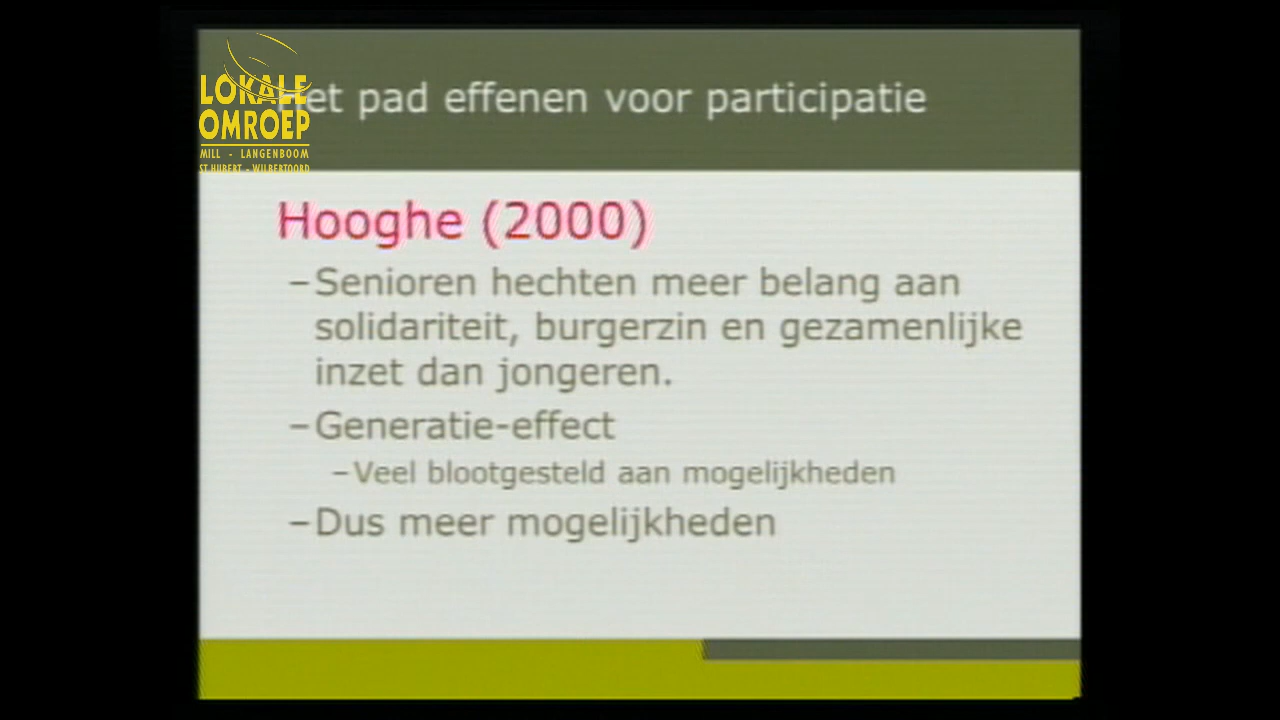 LOKALE
OMROEP
MILL - LANGENBOOM
ST HUBERT - WILBERTOORD
Het pad effenen voor participatie
Hooghe (2000)
– Senioren hechten meer belang aan
solidariteit, burgerzin en gezamenlijke
inzet dan jongeren.
– Generatie-effect
– Veel blootgesteld aan mogelijkheden
– Dus meer mogelijkheden